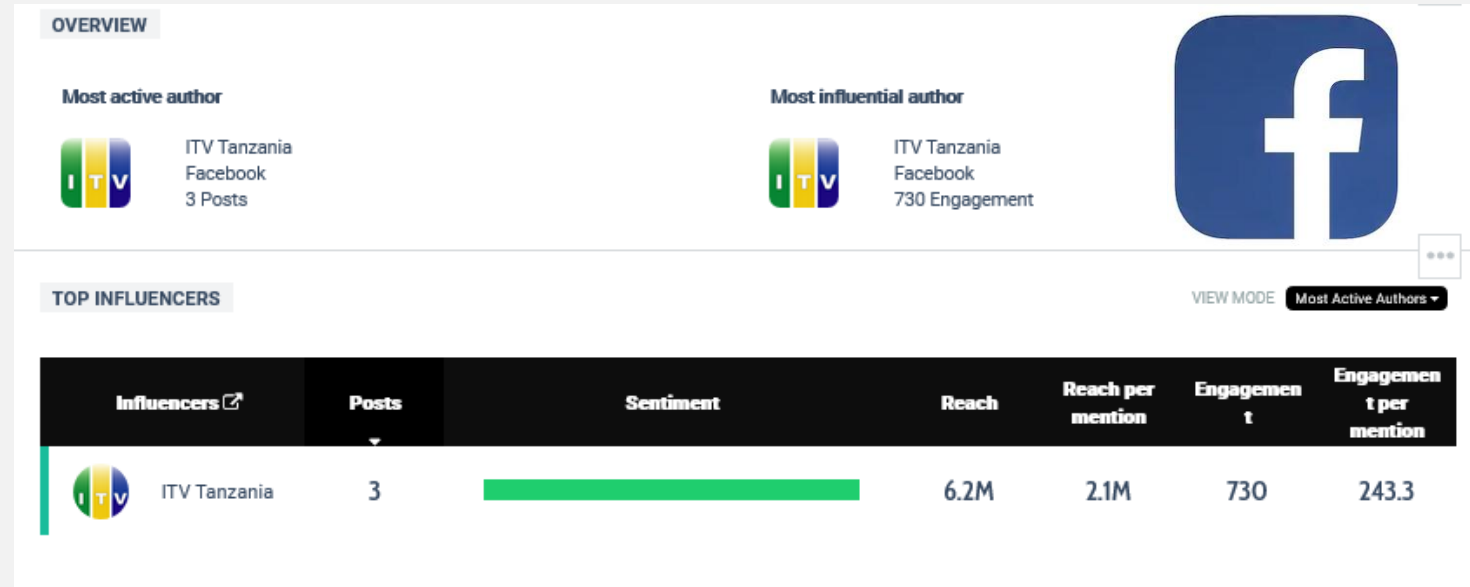 OVERVIEW
Most active author
Most influential author
I T V
ITV Tanzania
Facebook
3 Posts
I T V
ITV Tanzania
Facebook
730 Engagement
f
TOP INFLUENCERS
VIEW MODE Most Active Authors
Influencers Posts Sentiment Reach Reach per mention Engagemen
t Engagemen
t per
mention
I T V ITV Tanzania 3 6.2M 2.1M 730 243.3